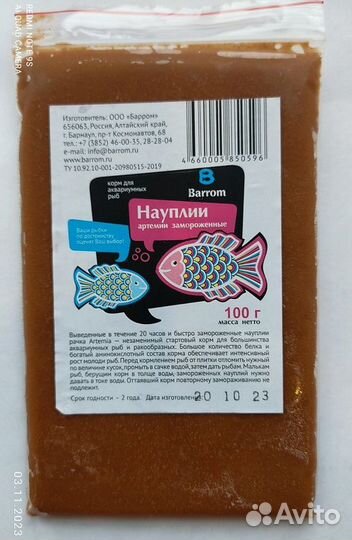 REDMI NOTE 9S
AI QUAD CAMERA
Изготовитель: ООО «Барром»
656063, Россия, Алтайский край,
г. Барнаул, пр-т Космонавтов, 68
тел.: +7 (3852) 46-00-35, 28-28-04
e-mail: info@barrom.ru
www.barrom.ru
ТУ 10.92.10-001-20980515-2019
4 660005 850596
B
Barrom
корм для
аквариумных
рыб
Науплии
артемии замороженные
Ваши рыбки
по достоинству
оценят Ваш выбор!
100 г
масса нетто
Выведенные в течение 20 часов и быстро замороженные науплии
рачка Artemia — незаменимый стартовый корм для большинства
аквариумных рыб и ракообразных. Большое количество белка и
богатый аминокислотный состав корма обеспечивает интенсивный
рост молоди рыб. Перед кормлением рыб от плитки отломить нужный
по величине кусок, промыть в сачке водой, затем дать рыбам. Малькам
рыб, берущим корм в толще воды, замороженных науплий нужно
давать в токе воды. Оттаявший корм повторному замораживанию не
подлежит.
Срок годности - 2 года. Дата изготовления: 20 10 23
03.11.2023
Avito